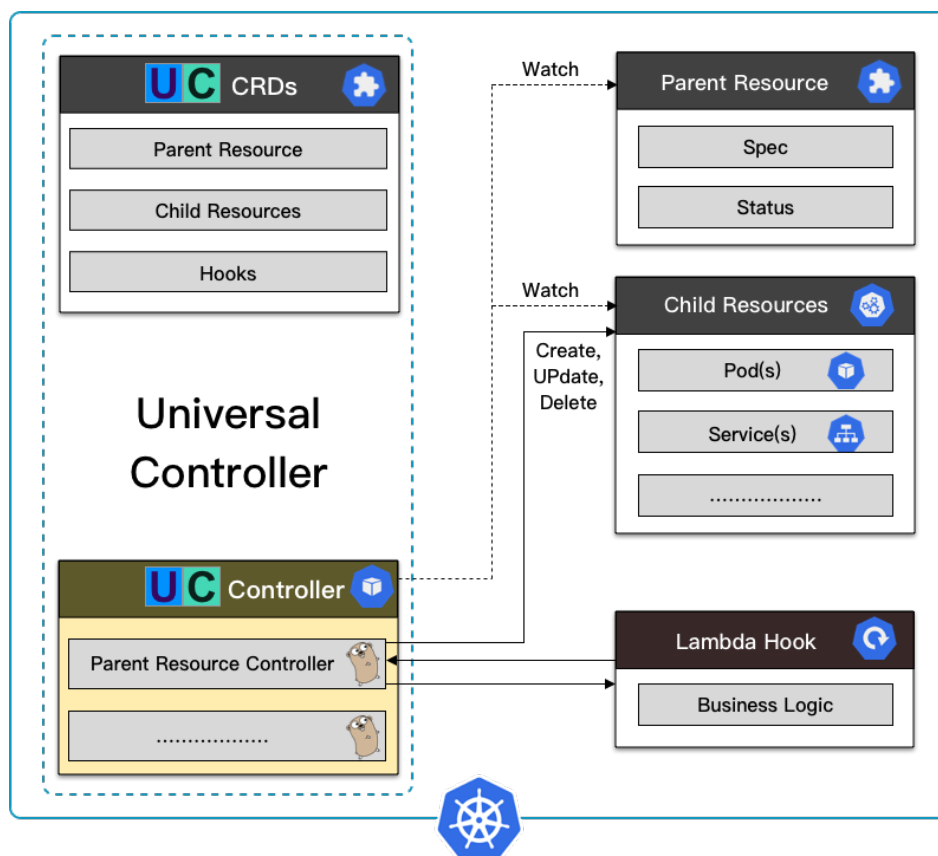 UC CRDs
Parent Resource
Child Resources
Hooks
Universal
Controller
UC Controller
Parent Resource Controller
..................
Watch
Watch
Create,
UPdate,
Delete
Parent Resource
Spec
Status
Child Resources
Pod(s)
Service(s)
..................
Lambda Hook
Business Logic